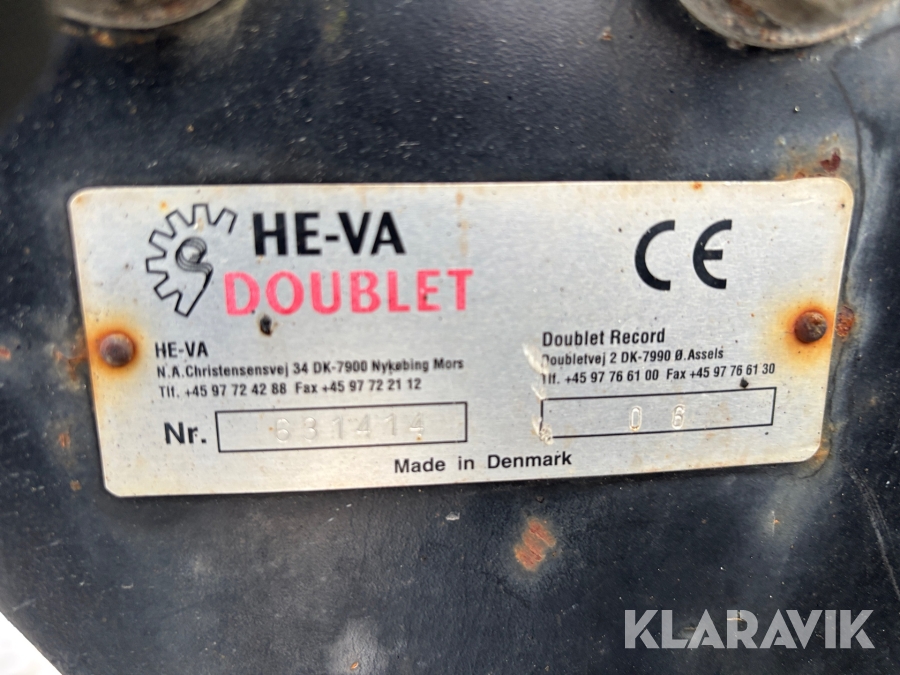 HE-VA
DOUBLET
CE
HE-VA
N.A.Christensensvej 34 DK-7900 Nykøbing Mors
Tlf. +45 97 72 42 88 Fax +45 97 72 21 12
Doublet Record
Doubletvej 2 DK-7990 Ø.Assels
Tlf. +45 97 76 61 00 Fax +45 97 76 61 30
Nr. 631414
06
Made in Denmark
KLARAVIK